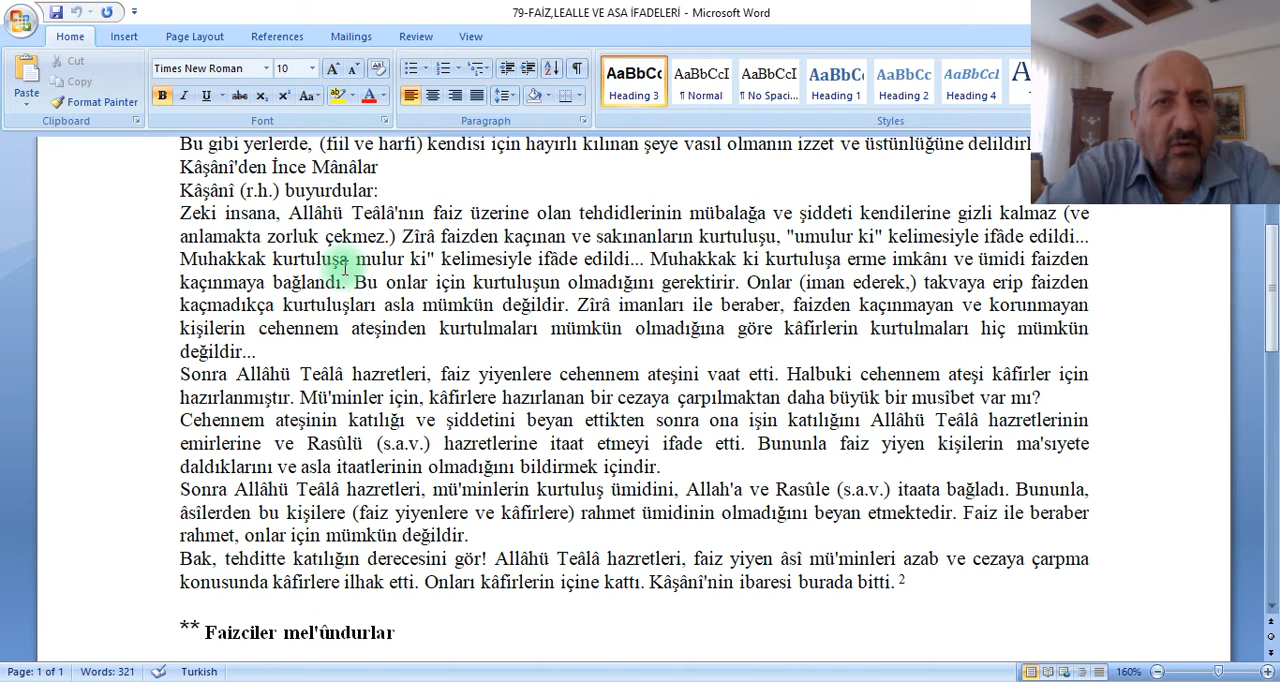 79-FAİZ,LEALLE VE ASA İFADELERİ - Microsoft Word
Home Insert Page Layout References Mailings Review View
Paste Cut Copy Format Painter
Times New Roman 10
AaBbCc AaBbCcI AaBbCcI AaBbC AaBbCc AaBbCcI A
Heading 3 ¶ Normal ¶ No Spaci... Heading 1 Heading 2 Heading 4
Clipboard Font Paragraph Styles
Bu gibi yerlerde, (fiil ve harfi) kendisi için hayırlı kılınan şeye vasıl olmanın izzet ve üstünlüğüne delildir
Kâşânî'den İnce Mânâlar
Kâşânî (r.h.) buyurdular:
Zeki insana, Allâhü Teâlâ'nın faiz üzerine olan tehdidlerinin mübalağa ve şiddeti kendilerine gizli kalmaz (ve
anlamakta zorluk çekmez.) Zîrâ faizden kaçınan ve sakınanların kurtuluşu, "umulur ki" kelimesiyle ifâde edildi...
Muhakkak kurtuluşa mulur ki" kelimesiyle ifâde edildi... Muhakkak ki kurtuluşa erme imkânı ve ümidi faizden
kaçınmaya bağlandı. Bu onlar için kurtuluşun olmadığını gerektirir. Onlar (iman ederek,) takvaya erip faizden
kaçmadıkça kurtuluşları asla mümkün değildir. Zîrâ imanları ile beraber, faizden kaçınmayan ve korunmayan
kişilerin cehennem ateşinden kurtulmaları mümkün olmadığına göre kâfirlerin kurtulmaları hiç mümkün
değildir...
Sonra Allâhü Teâlâ hazretleri, faiz yiyenlere cehennem ateşini vaat etti. Halbuki cehennem ateşi kâfirler için
hazırlanmıştır. Mü'minler için, kâfirlere hazırlanan bir cezaya çarpılmaktan daha büyük bir musîbet var mı?
Cehennem ateşinin katılığı ve şiddetini beyan ettikten sonra ona işin katılığını Allâhü Teâlâ hazretlerinin
emirlerine ve Rasûlü (s.a.v.) hazretlerine itaat etmeyi ifade etti. Bununla faiz yiyen kişilerin ma'sıyete
daldıklarını ve asla itaatlerinin olmadığını bildirmek içindir.
Sonra Allâhü Teâlâ hazretleri, mü'minlerin kurtuluş ümidini, Allah'a ve Rasûle (s.a.v.) itaata bağladı. Bununla,
âsîlerden bu kişilere (faiz yiyenlere ve kâfirlere) rahmet ümidinin olmadığını beyan etmektedir. Faiz ile beraber
rahmet, onlar için mümkün değildir.
Bak, tehditte katılığın derecesini gör! Allâhü Teâlâ hazretleri, faiz yiyen âsî mü'minleri azab ve cezaya çarpma
konusunda kâfirlere ilhak etti. Onları kâfirlerin içine kattı. Kâşânî'nin ibaresi burada bitti. 2
** Faizciler mel'ûndurlar
Page: 1 of 1 Words: 321 Turkish 160%